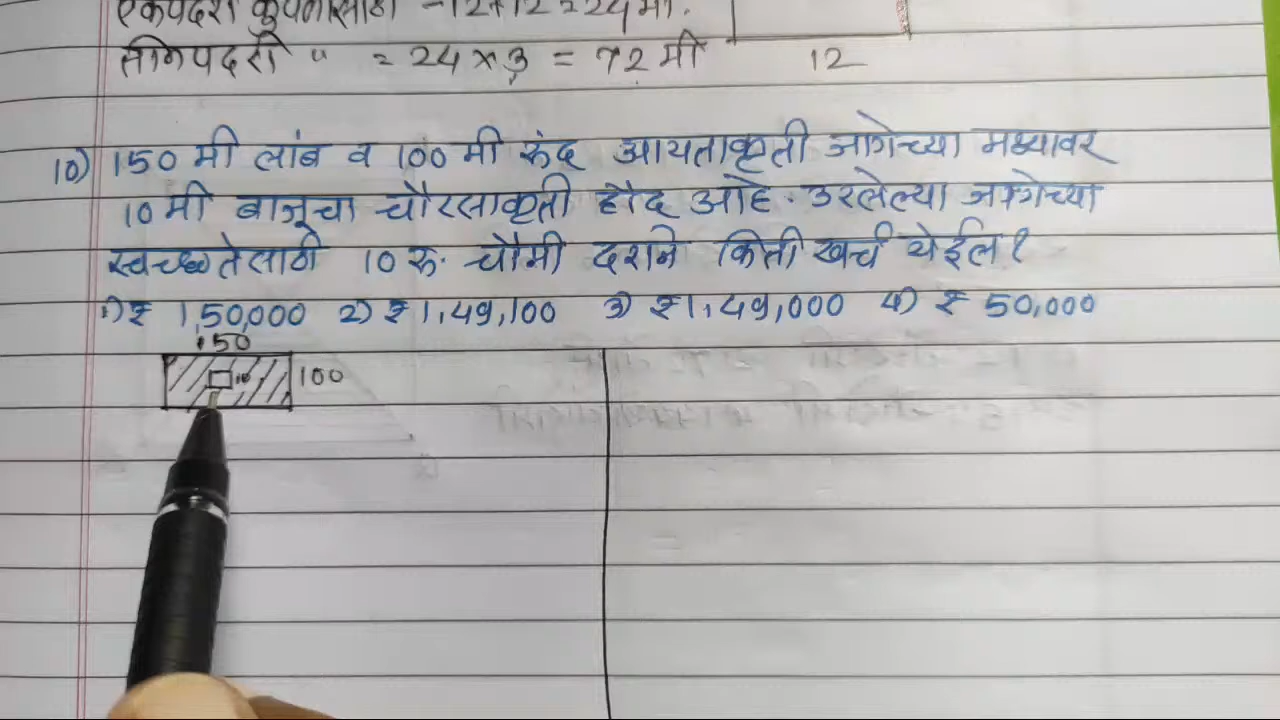 एकपदरी कुंपणासाठी = 12+12 = 24 मी.
तीनपदरी " = 24 × 3 = 72 मी
12
10) 150 मी लांब व 100 मी रुंद आयताकृती जागेच्या मध्यावर
10 मी बाजूचा चौरसाकृती हौद आहे. उरलेल्या जागेच्या
स्वच्छतेसाठी 10 रु. चौमी दराने किती खर्च येईल?
1) ₹ 1,50,000 2) ₹ 1,49,100 3) ₹ 1,49,000 4) ₹ 50,000
150
10 100